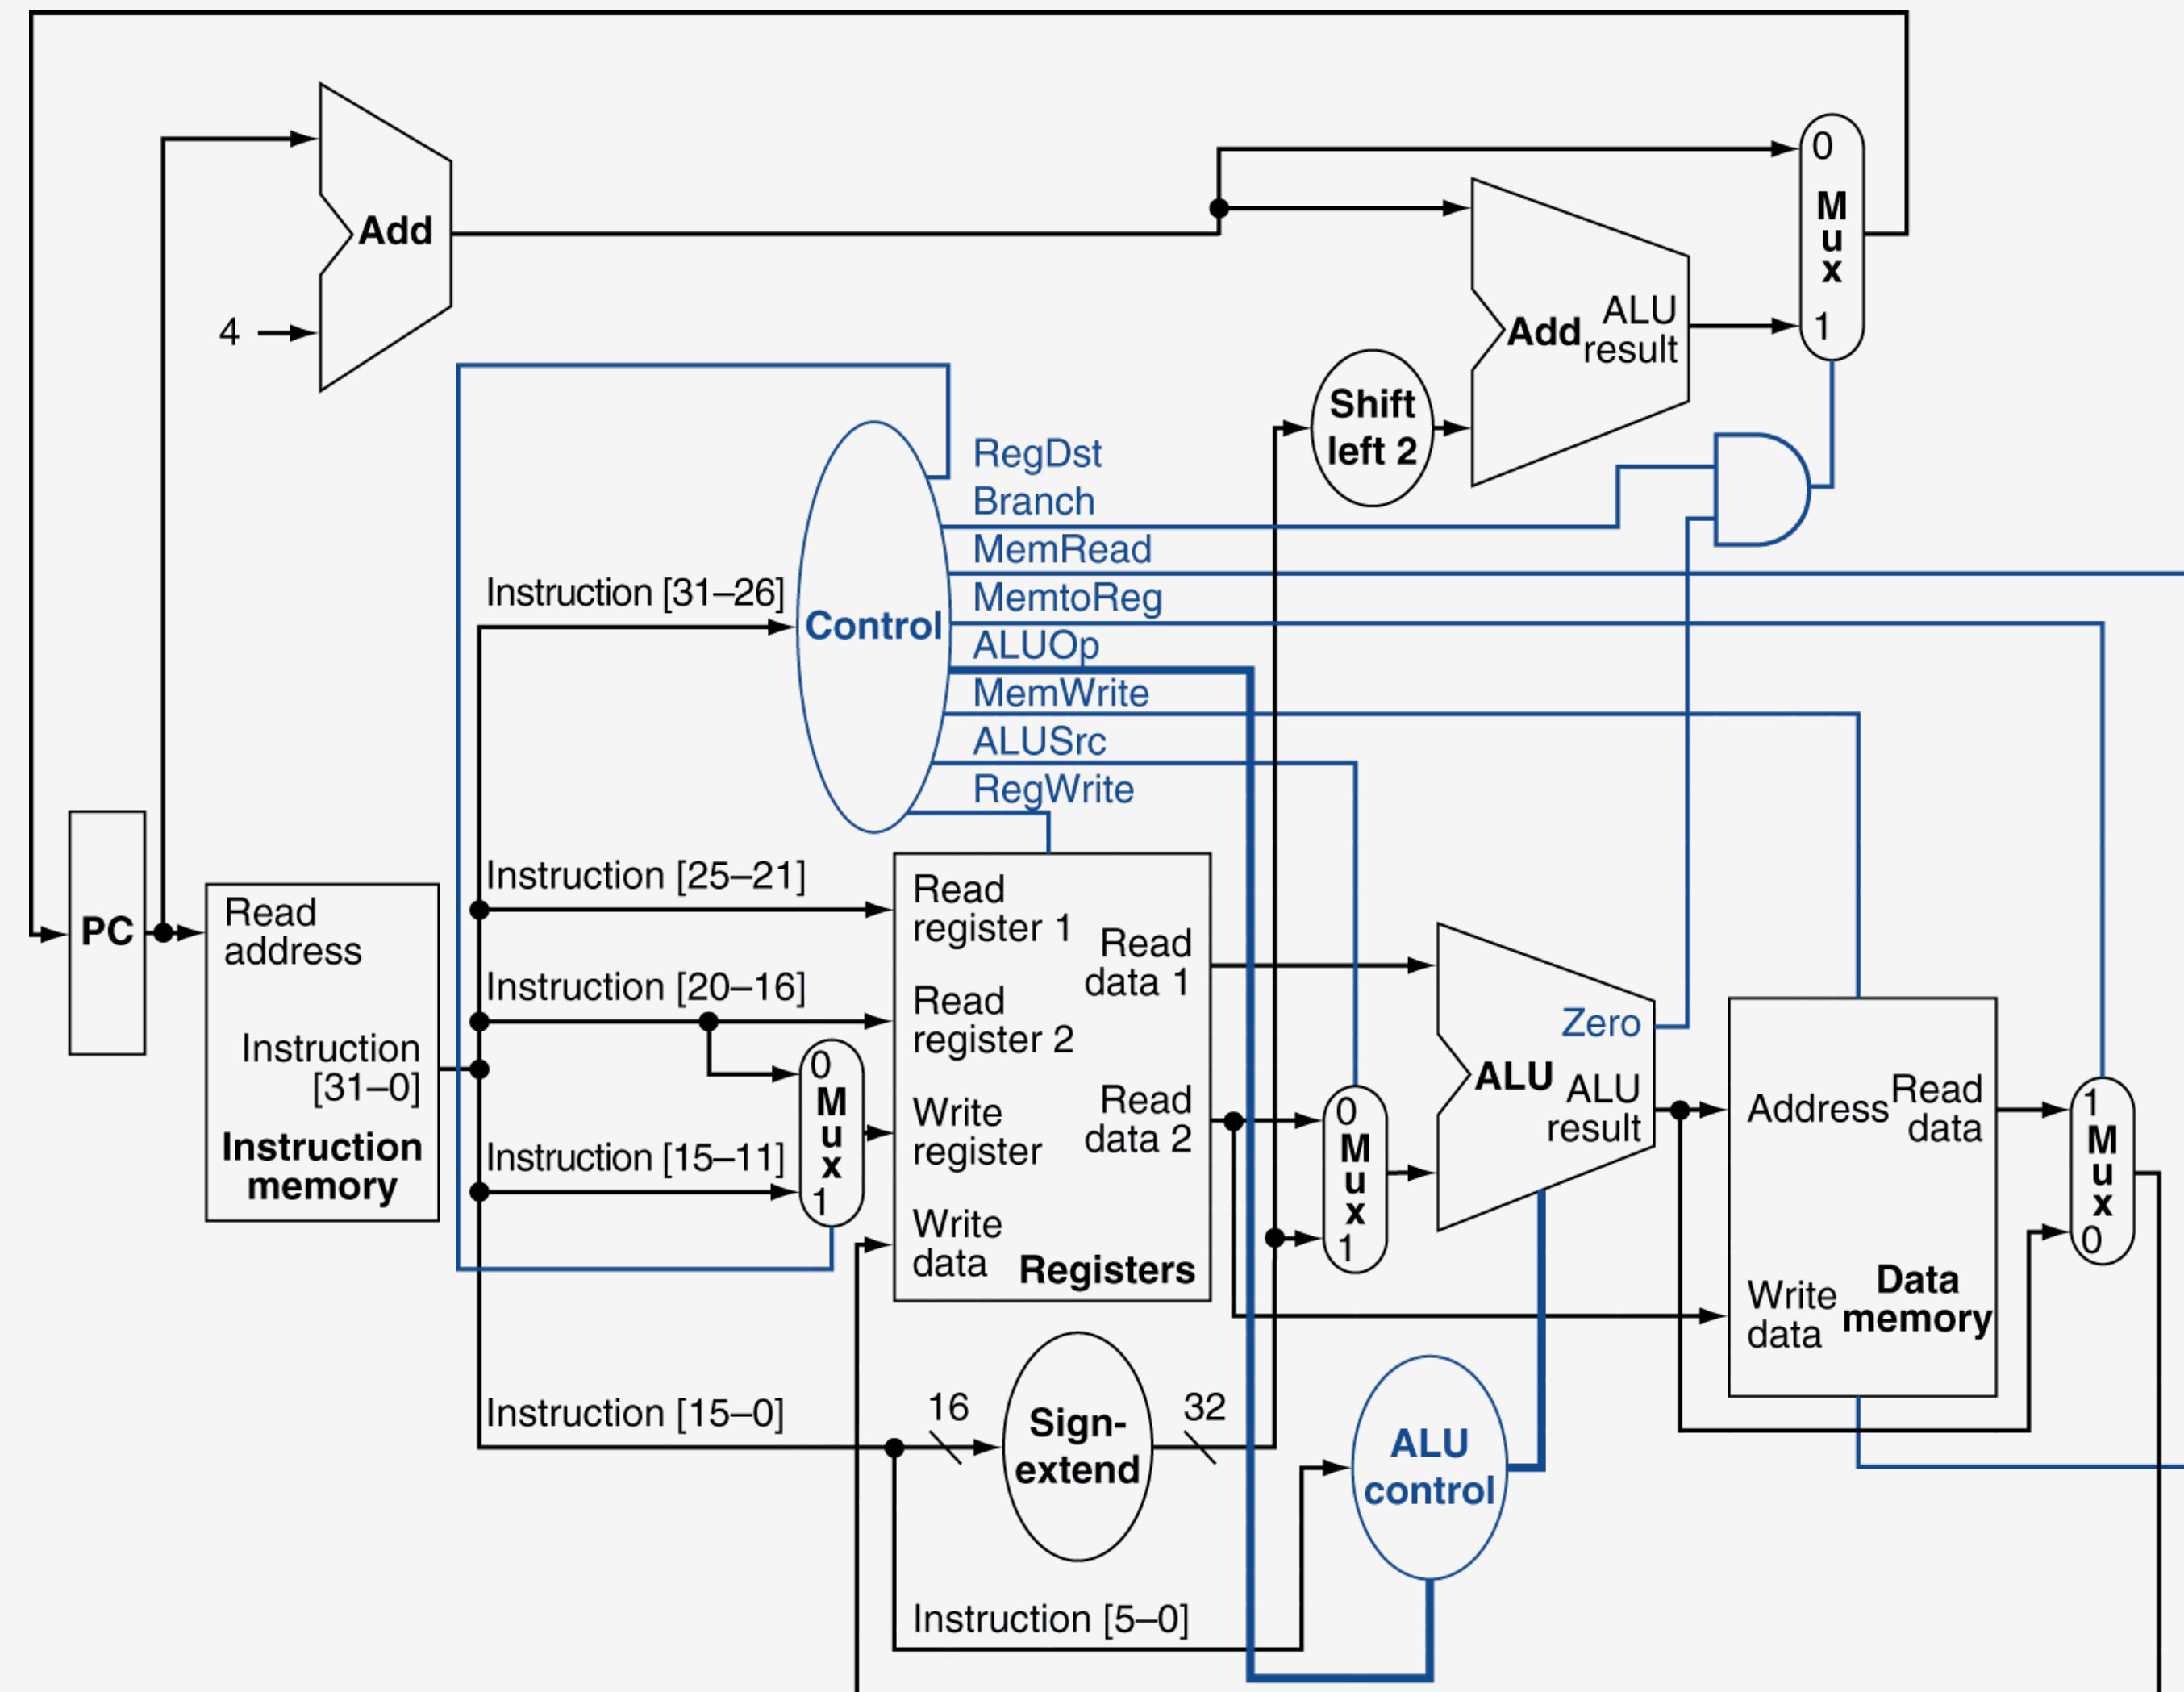 0
M
u
x
1
Add
4
Add
ALU
result
Shift
left 2
RegDst
Branch
MemRead
MemtoReg
ALUOp
MemWrite
ALUSrc
RegWrite
Instruction [31–26]
Control
Instruction [25–21]
Instruction [20–16]
Instruction [15–11]
PC
Read
address
Instruction
[31–0]
Instruction
memory
0
M
u
x
1
Read
register 1
Read
register 2
Write
register
Write
data
Read
data 1
Read
data 2
Registers
0
M
u
x
1
Zero
ALU
ALU
result
Address
Read
data
Write
data
Data
memory
1
M
u
x
0
Instruction [15–0]
16
Sign-
extend
32
ALU
control
Instruction [5–0]